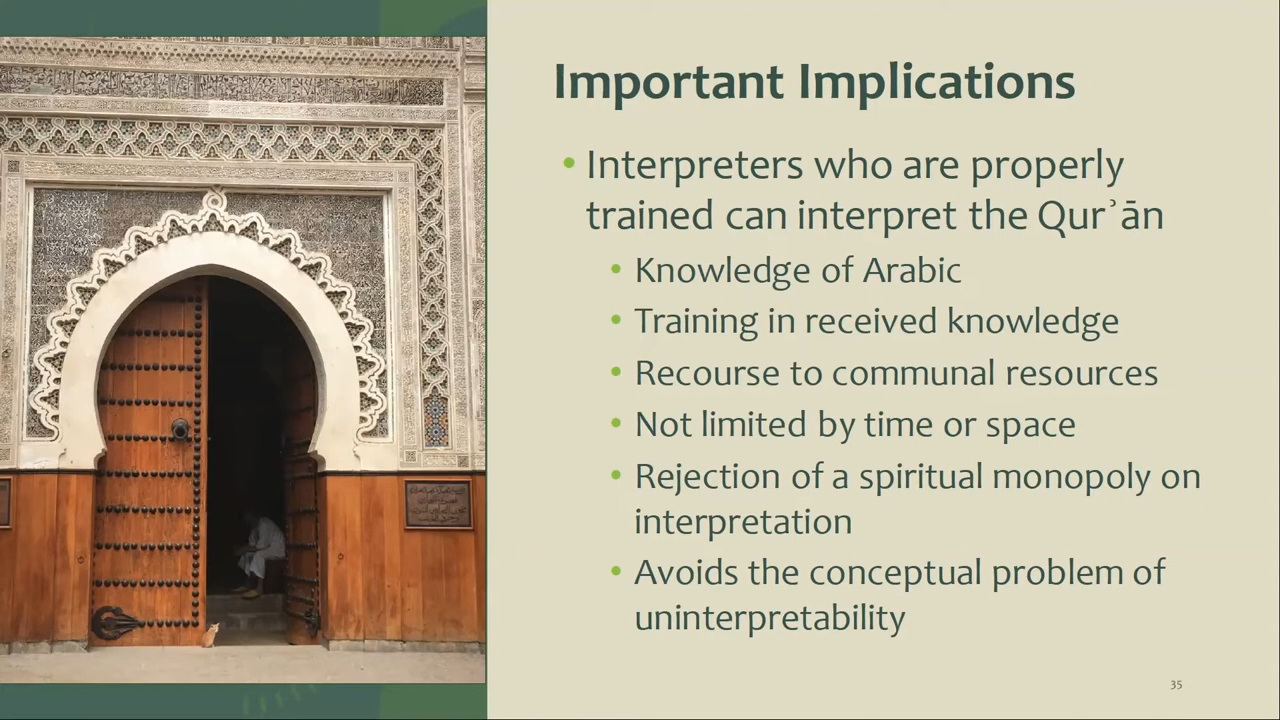 Important Implications
• Interpreters who are properly
trained can interpret the Qurʾān
• Knowledge of Arabic
• Training in received knowledge
• Recourse to communal resources
• Not limited by time or space
• Rejection of a spiritual monopoly on
interpretation
• Avoids the conceptual problem of
uninterpretability
35